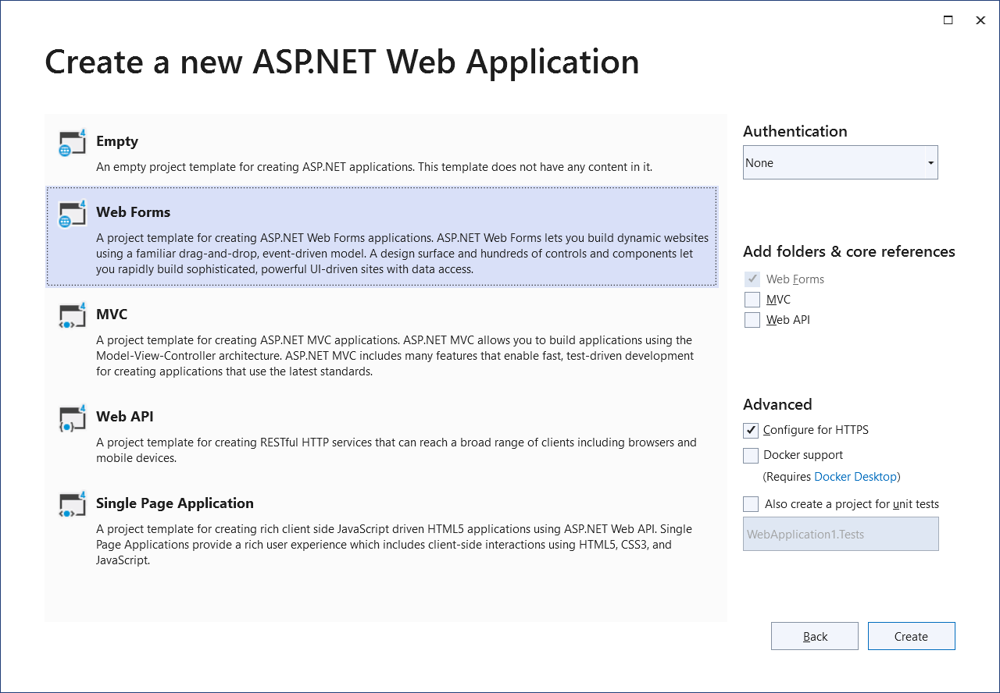 Create a new ASP.NET Web Application
Empty
An empty project template for creating ASP.NET applications. This template does not have any content in it.
Web Forms
A project template for creating ASP.NET Web Forms applications. ASP.NET Web Forms lets you build dynamic websites
using a familiar drag-and-drop, event-driven model. A design surface and hundreds of controls and components let
you rapidly build sophisticated, powerful UI-driven sites with data access.
MVC
A project template for creating ASP.NET MVC applications. ASP.NET MVC allows you to build applications using the
Model-View-Controller architecture. ASP.NET MVC includes many features that enable fast, test-driven development
for creating applications that use the latest standards.
Web API
A project template for creating RESTful HTTP services that can reach a broad range of clients including browsers and
mobile devices.
Single Page Application
A project template for creating rich client side JavaScript driven HTML5 applications using ASP.NET Web API. Single
Page Applications provide a rich user experience which includes client-side interactions using HTML5, CSS3, and
JavaScript.
Authentication
None
Add folders & core references
Web Forms
MVC
Web API
Advanced
Configure for HTTPS
Docker support
(Requires Docker Desktop)
Also create a project for unit tests
WebApplication1.Tests
Back
Create